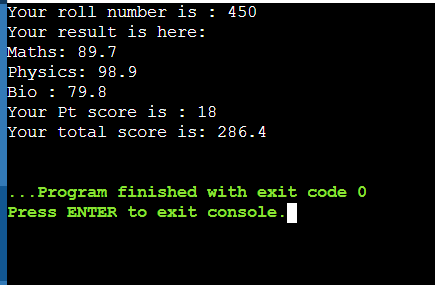 Your roll number is : 450
Your result is here:
Maths: 89.7
Physics: 98.9
Bio : 79.8
Your Pt score is : 18
Your total score is: 286.4
...Program finished with exit code 0
Press ENTER to exit console.